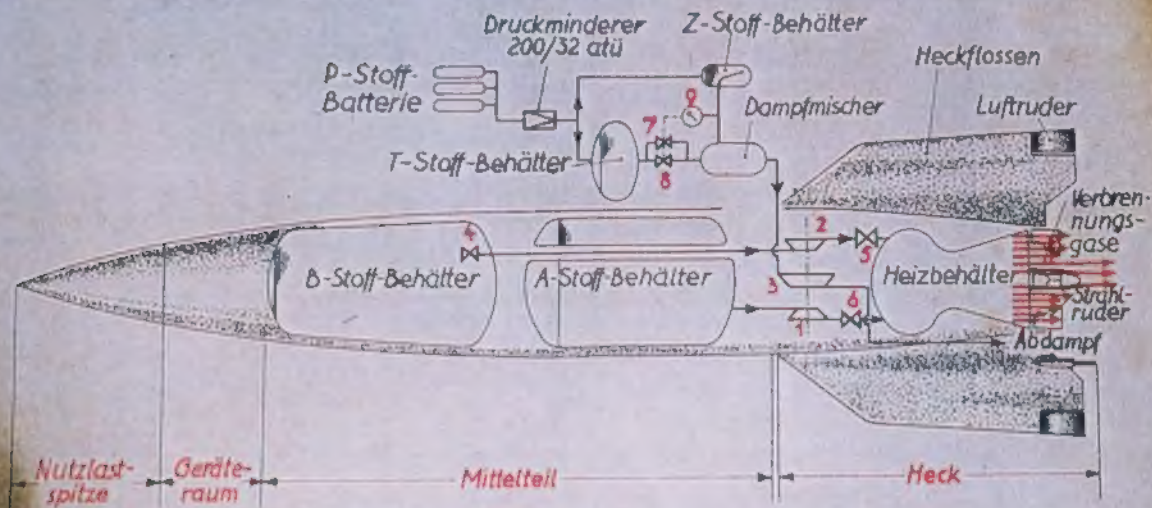 Druckminderer
200/32 atü
Z-Stoff-Behälter
Heckflossen
P-Stoff-
Batterie
Luftruder
Dampfmischer
9
7
T-Stoff-Behälter
8
Verbren-
nungs-
gase
4
2
5
B-Stoff-Behälter
A-Stoff-Behälter
3
Heizbehälter
6
1
Strahl-
ruder
Abdampf
Nutzlast-
spitze
Geräte-
raum
Mittelteil
Heck